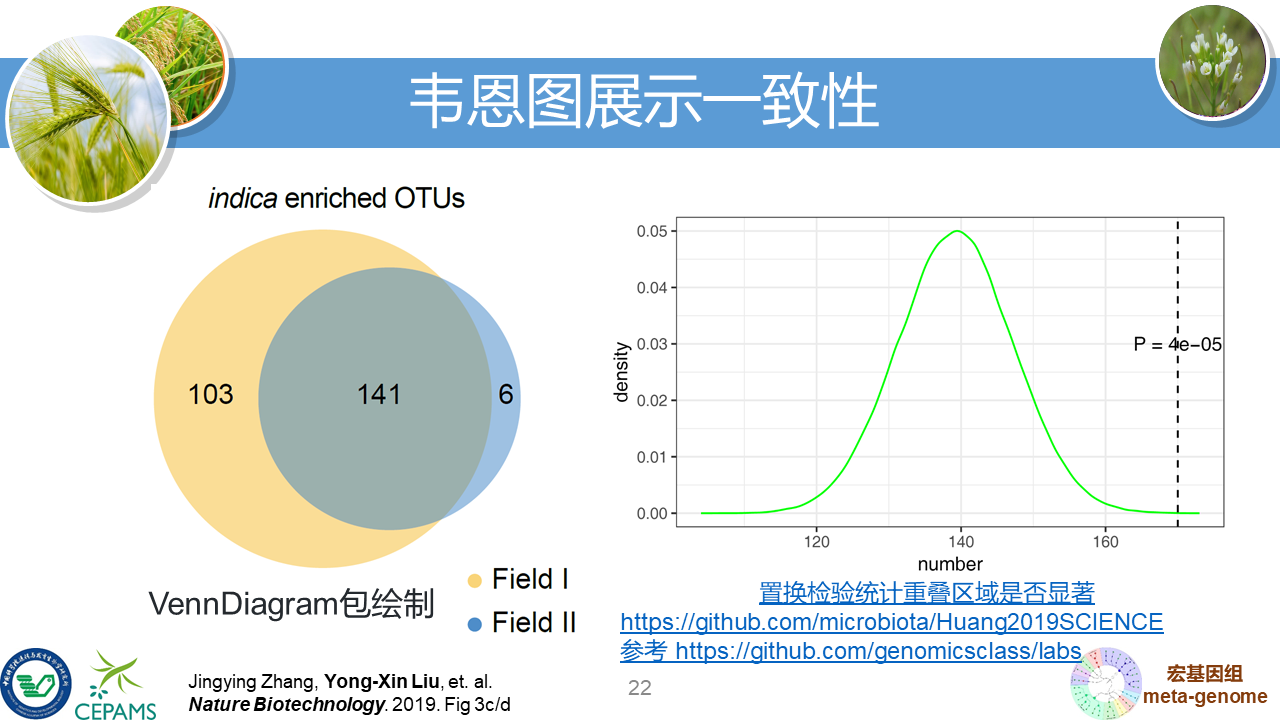 韦恩图展示一致性
indica enriched OTUs
103
141
6
Field I
Field II
VennDiagram包绘制
0.05
0.04
0.03
0.02
0.01
0.00
density
P = 4e−05
120
140
160
number
置换检验统计重叠区域是否显著
https://github.com/microbiota/Huang2019SCIENCE
参考 https://github.com/genomicsclass/labs
CEPAMS
Jingying Zhang, Yong-Xin Liu, et. al.
Nature Biotechnology. 2019. Fig 3c/d
22
宏基因组
meta-genome